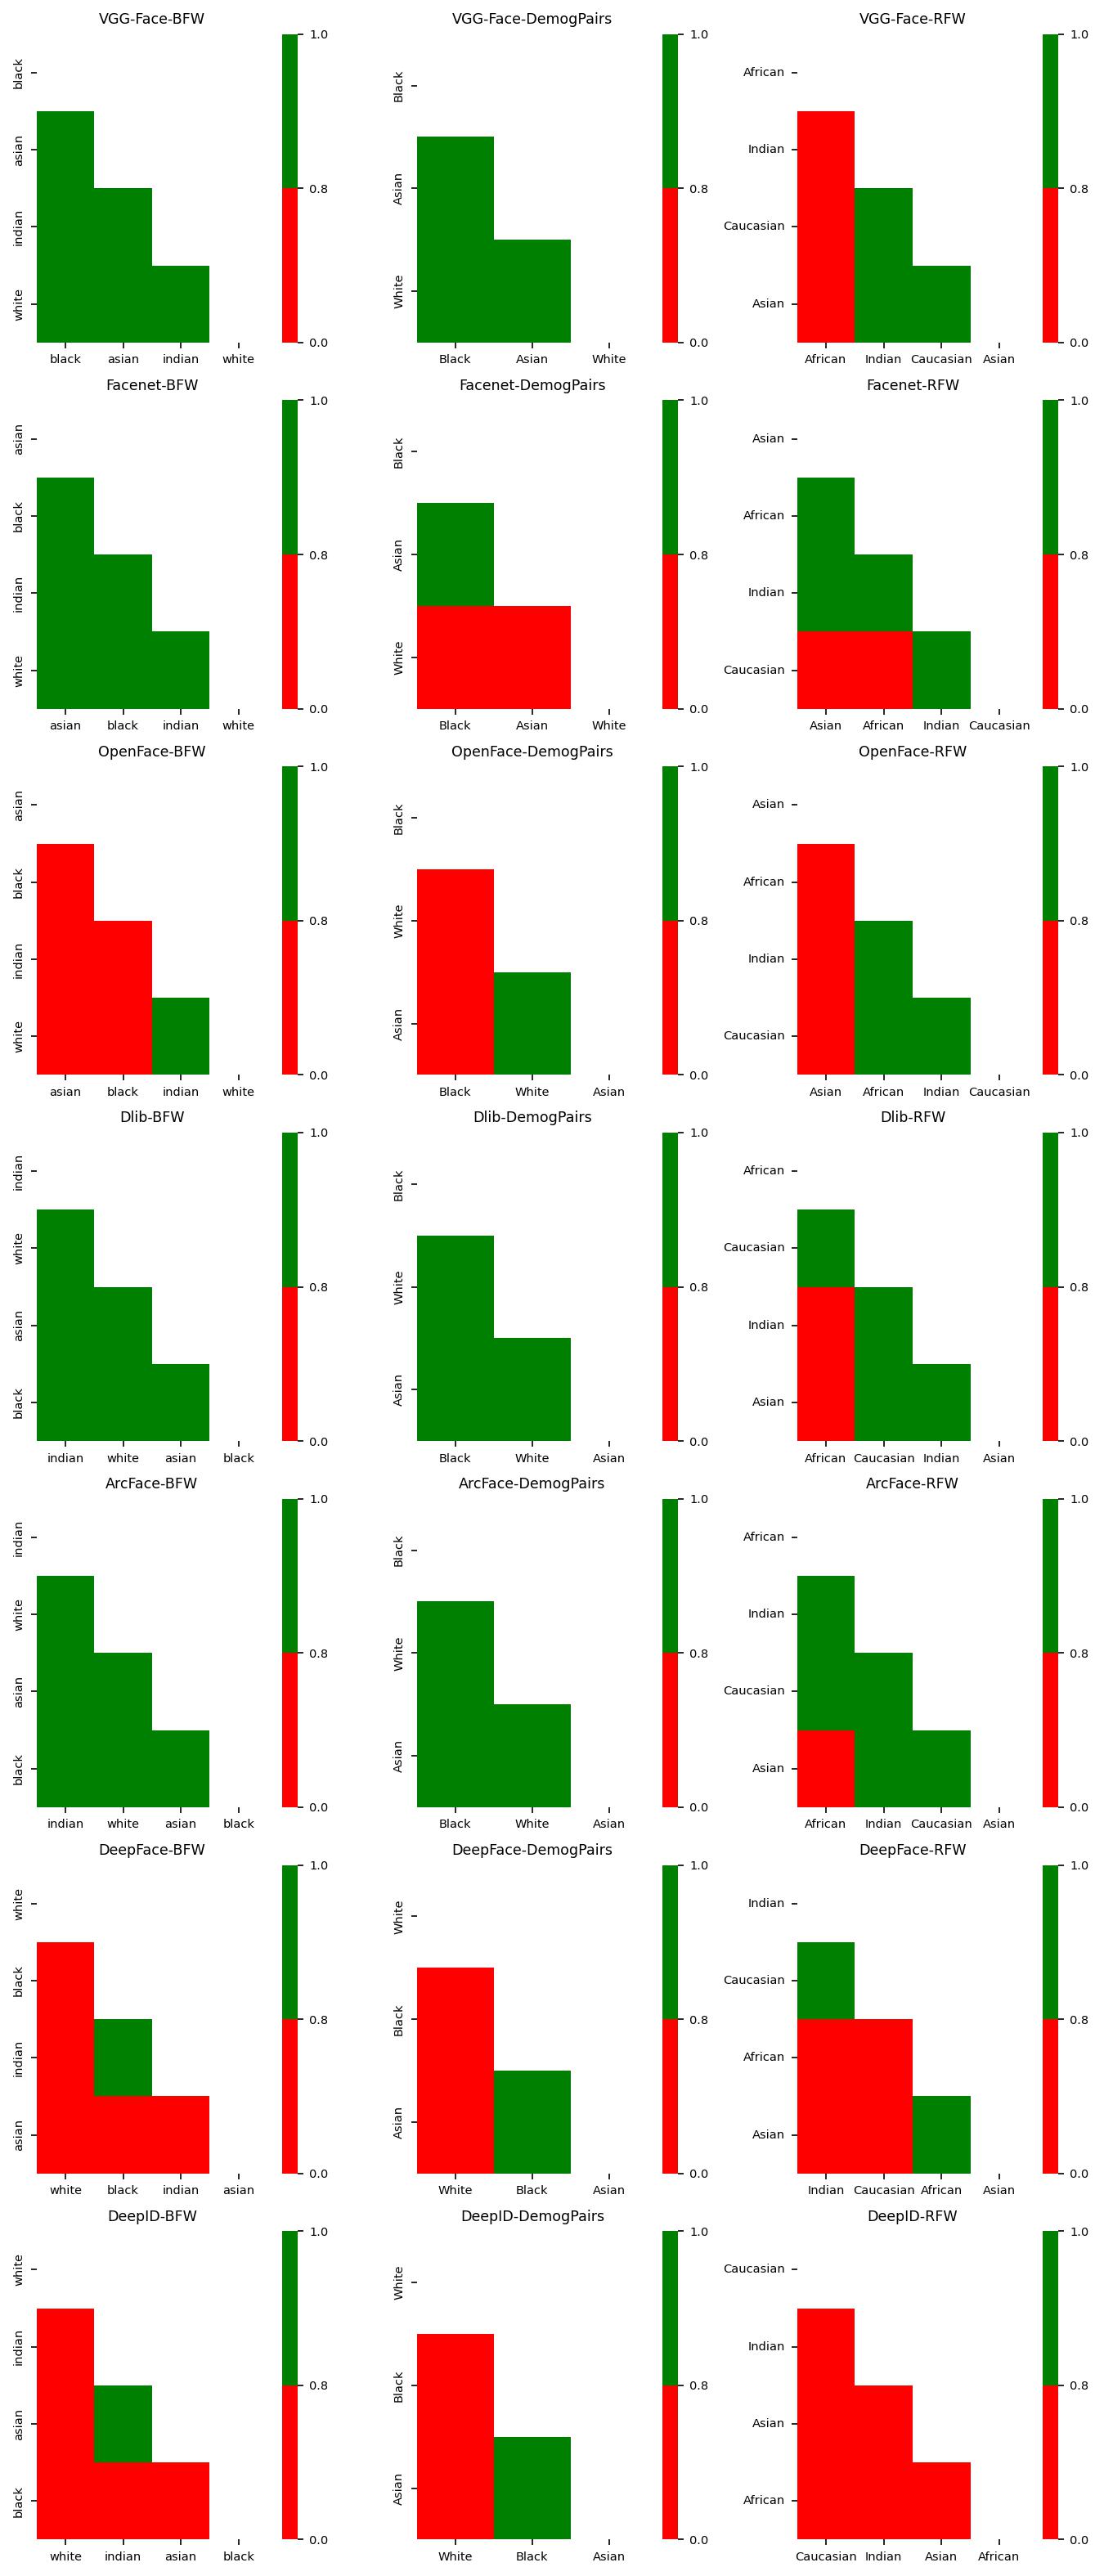 VGG-Face-BFW
1.0
0.8
0.0
black
asian
indian
white
black asian indian white
VGG-Face-DemogPairs
1.0
0.8
0.0
Black
Asian
White
Black Asian White
VGG-Face-RFW
1.0
0.8
0.0
African
Indian
Caucasian
Asian
African Indian Caucasian Asian
Facenet-BFW
1.0
0.8
0.0
asian
black
indian
white
asian black indian white
Facenet-DemogPairs
1.0
0.8
0.0
Black
Asian
White
Black Asian White
Facenet-RFW
1.0
0.8
0.0
Asian
African
Indian
Caucasian
Asian African Indian Caucasian
OpenFace-BFW
1.0
0.8
0.0
asian
black
indian
white
asian black indian white
OpenFace-DemogPairs
1.0
0.8
0.0
Black
White
Asian
Black White Asian
OpenFace-RFW
1.0
0.8
0.0
Asian
African
Indian
Caucasian
Asian African Indian Caucasian
Dlib-BFW
1.0
0.8
0.0
indian
white
asian
black
indian white asian black
Dlib-DemogPairs
1.0
0.8
0.0
Black
White
Asian
Black White Asian
Dlib-RFW
1.0
0.8
0.0
African
Caucasian
Indian
Asian
African Caucasian Indian Asian
ArcFace-BFW
1.0
0.8
0.0
indian
white
asian
black
indian white asian black
ArcFace-DemogPairs
1.0
0.8
0.0
Black
White
Asian
Black White Asian
ArcFace-RFW
1.0
0.8
0.0
African
Indian
Caucasian
Asian
African Indian Caucasian Asian
DeepFace-BFW
1.0
0.8
0.0
white
black
indian
asian
white black indian asian
DeepFace-DemogPairs
1.0
0.8
0.0
White
Black
Asian
White Black Asian
DeepFace-RFW
1.0
0.8
0.0
Indian
Caucasian
African
Asian
Indian Caucasian African Asian
DeepID-BFW
1.0
0.8
0.0
white
indian
asian
black
white indian asian black
DeepID-DemogPairs
1.0
0.8
0.0
White
Black
Asian
White Black Asian
DeepID-RFW
1.0
0.8
0.0
Caucasian
Indian
Asian
African
Caucasian Indian Asian African